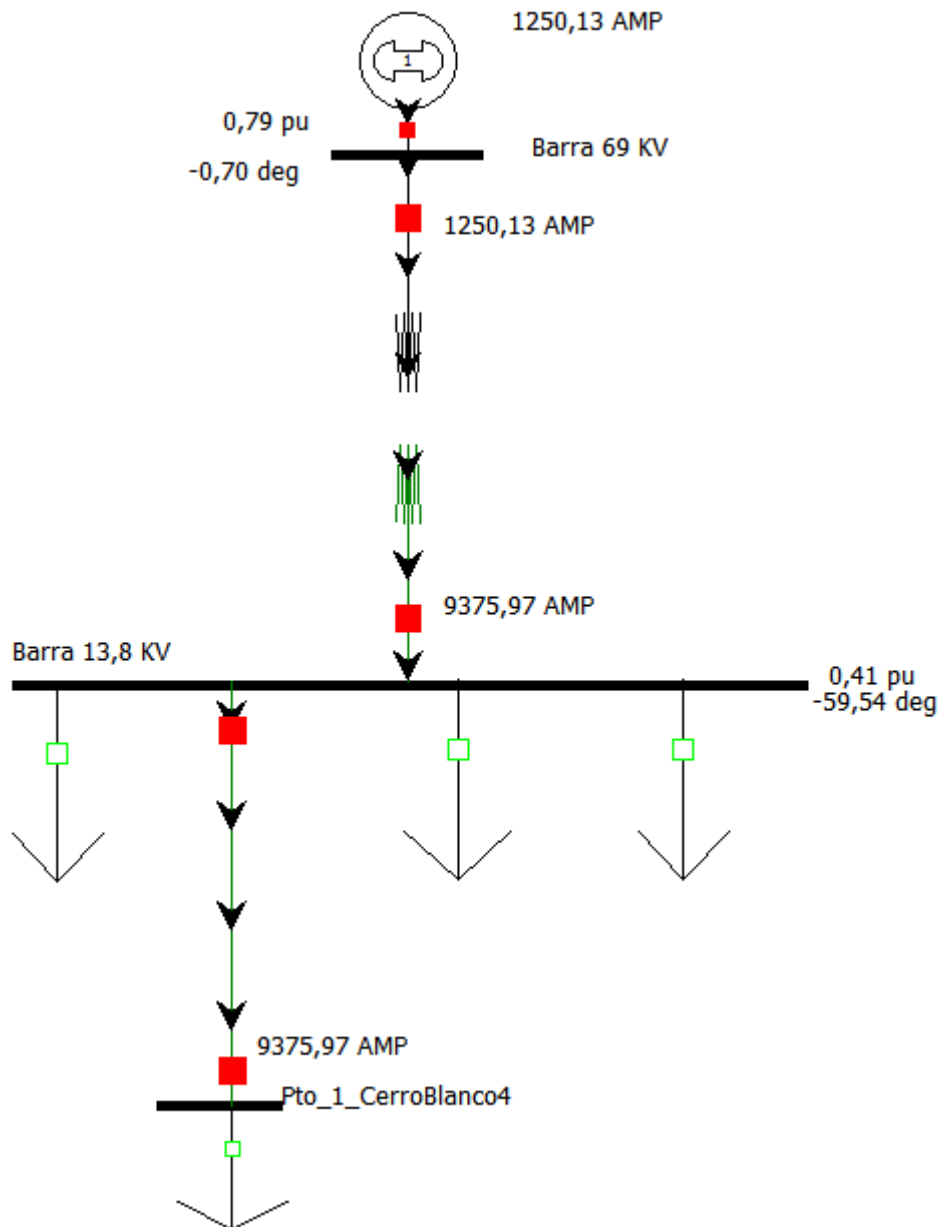 1250,13 AMP
1
0,79 pu
Barra 69 KV
-0,70 deg
1250,13 AMP
9375,97 AMP
Barra 13,8 KV
0,41 pu
-59,54 deg
9375,97 AMP
Pto_1_CerroBlanco4